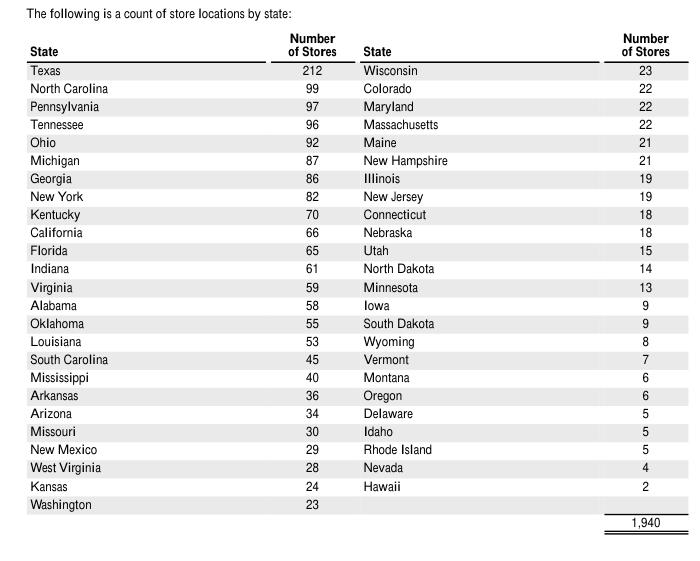 The following is a count of store locations by state:
Number Number
State of Stores State of Stores
Texas 212 Wisconsin 23
North Carolina 99 Colorado 22
Pennsylvania 97 Maryland 22
Tennessee 96 Massachusetts 22
Ohio 92 Maine 21
Michigan 87 New Hampshire 21
Georgia 86 Illinois 19
New York 82 New Jersey 19
Kentucky 70 Connecticut 18
California 66 Nebraska 18
Florida 65 Utah 15
Indiana 61 North Dakota 14
Virginia 59 Minnesota 13
Alabama 58 Iowa 9
Oklahoma 55 South Dakota 9
Louisiana 53 Wyoming 8
South Carolina 45 Vermont 7
Mississippi 40 Montana 6
Arkansas 36 Oregon 6
Arizona 34 Delaware 5
Missouri 30 Idaho 5
New Mexico 29 Rhode Island 5
West Virginia 28 Nevada 4
Kansas 24 Hawaii 2
Washington 23
1,940